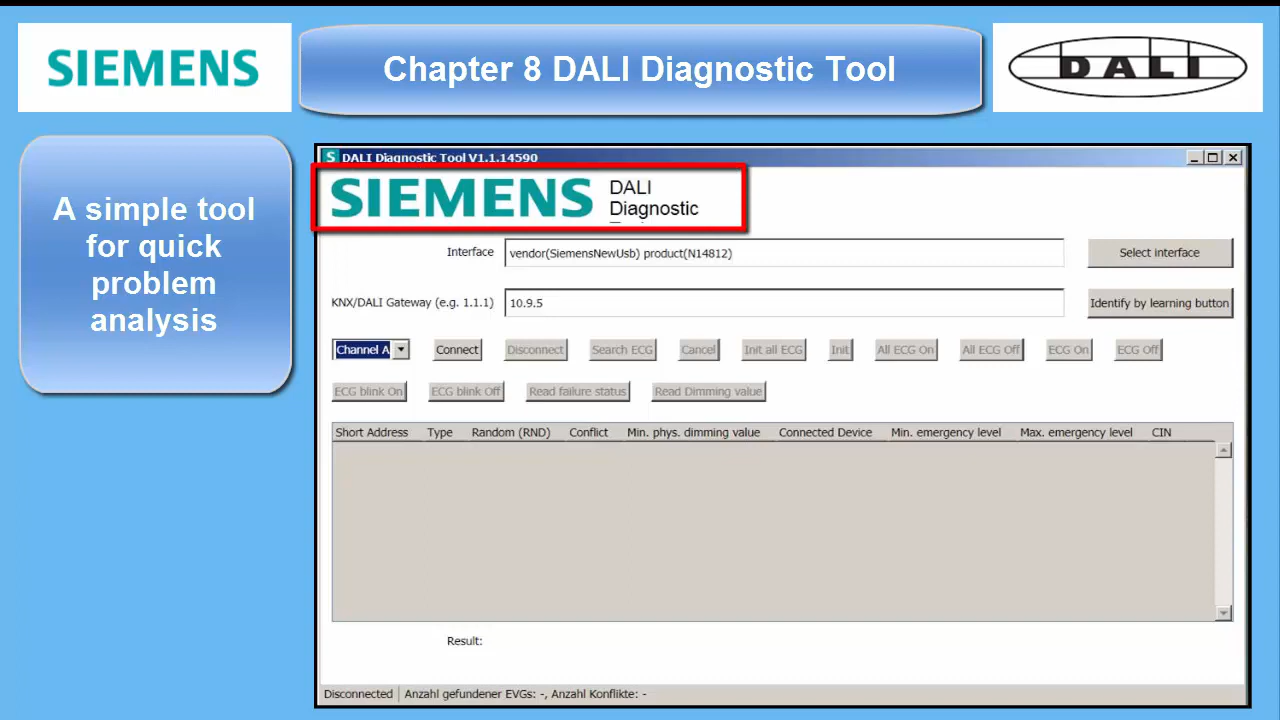 SIEMENS
Chapter 8 DALI Diagnostic Tool
DALI
A simple tool
for quick
problem
analysis
S DALI Diagnostic Tool V1.1.14590
SIEMENS
DALI
Diagnostic
Interface vendor(SiemensNewUsb) product(N14812) Select interface
KNX/DALI Gateway (e.g. 1.1.1) 10.9.5 Identify by learning button
Channel A Connect Disconnect Search ECG Cancel Init all ECG Init All ECG On All ECG Off ECG On ECG Off
ECG blink On ECG blink Off Read failure status Read Dimming value
Short Address Type Random (RND) Conflict Min. phys. dimming value Connected Device Min. emergency level Max. emergency level CIN
Result:
Disconnected Anzahl gefundener EVGs: -, Anzahl Konflikte: -